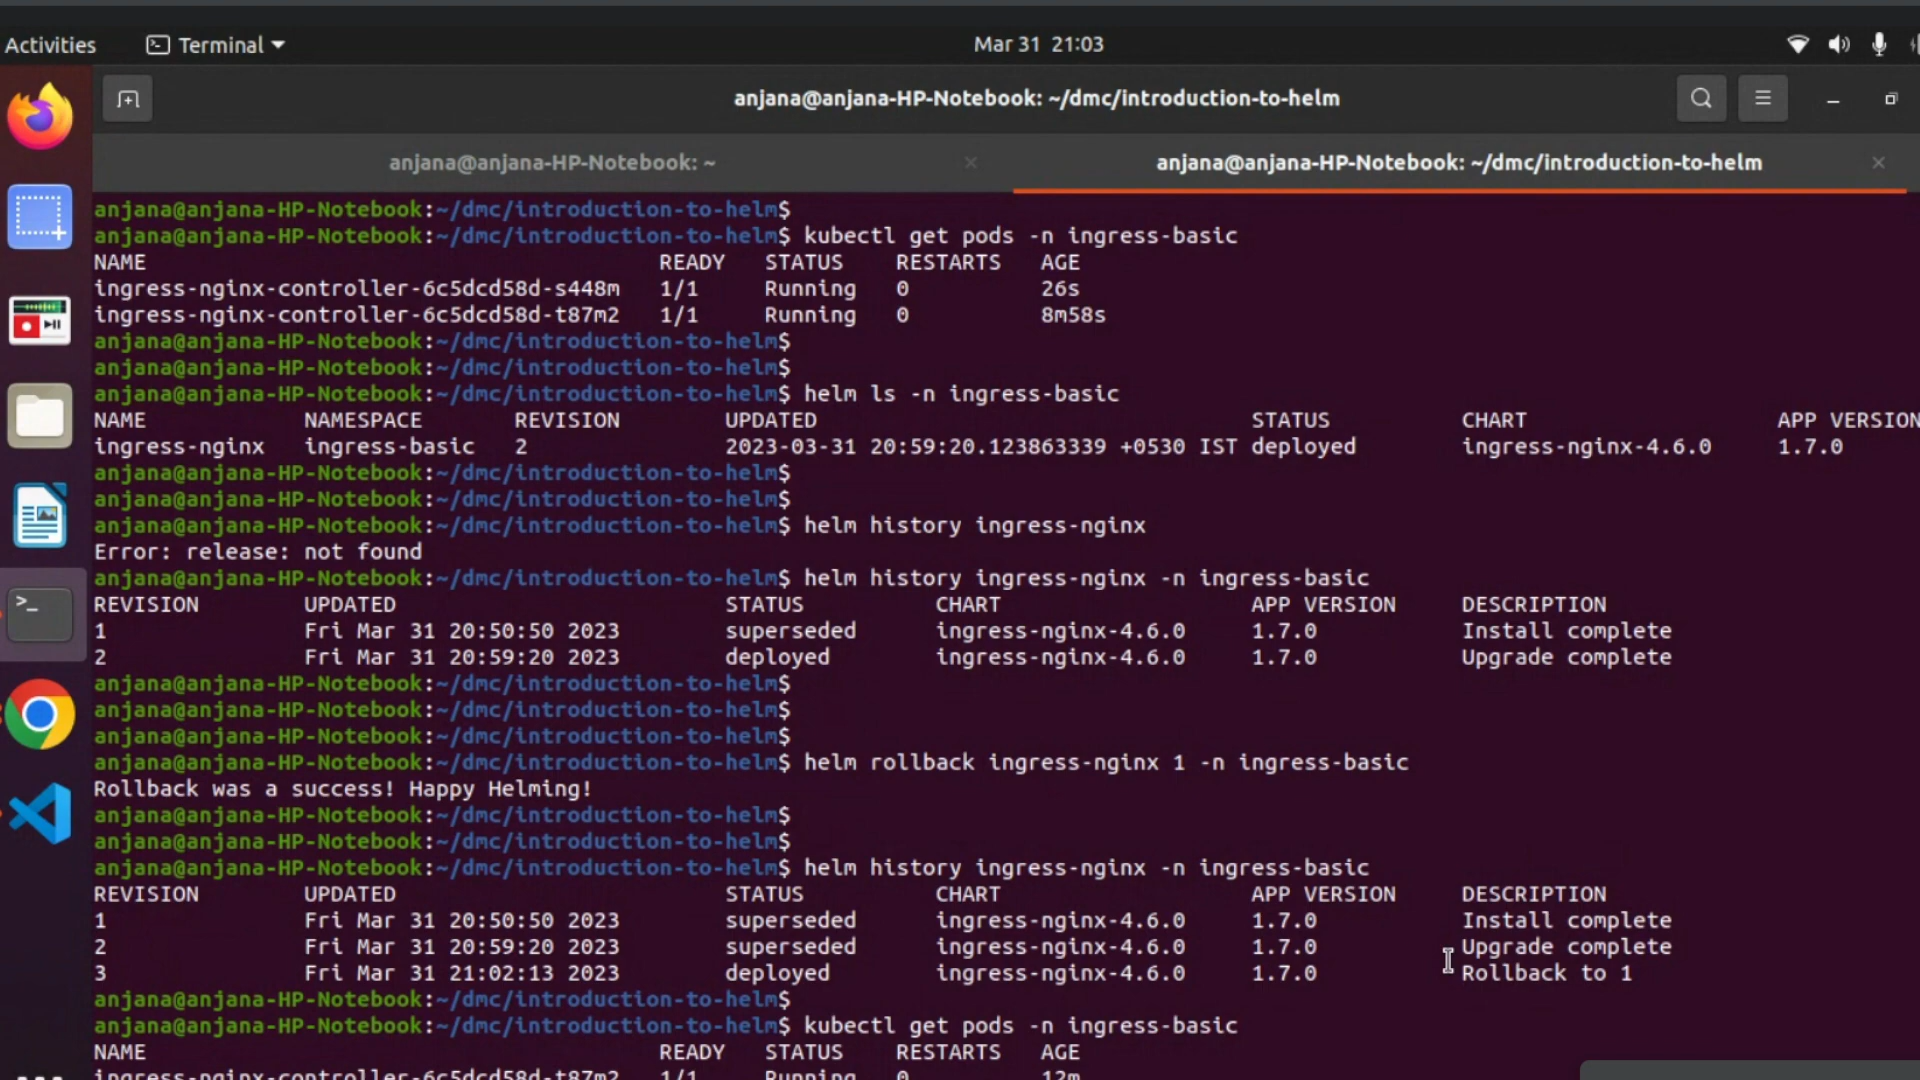 Activities Terminal Mar 31 21:03
anjana@anjana-HP-Notebook: ~/dmc/introduction-to-helm
anjana@anjana-HP-Notebook: ~ anjana@anjana-HP-Notebook: ~/dmc/introduction-to-helm
anjana@anjana-HP-Notebook:~/dmc/introduction-to-helm$
anjana@anjana-HP-Notebook:~/dmc/introduction-to-helm$ kubectl get pods -n ingress-basic
NAME READY STATUS RESTARTS AGE
ingress-nginx-controller-6c5dcd58d-s448m 1/1 Running 0 26s
ingress-nginx-controller-6c5dcd58d-t87m2 1/1 Running 0 8m58s
anjana@anjana-HP-Notebook:~/dmc/introduction-to-helm$
anjana@anjana-HP-Notebook:~/dmc/introduction-to-helm$
anjana@anjana-HP-Notebook:~/dmc/introduction-to-helm$ helm ls -n ingress-basic
NAME NAMESPACE REVISION UPDATED STATUS CHART APP VERSION
ingress-nginx ingress-basic 2 2023-03-31 20:59:20.123863339 +0530 IST deployed ingress-nginx-4.6.0 1.7.0
anjana@anjana-HP-Notebook:~/dmc/introduction-to-helm$
anjana@anjana-HP-Notebook:~/dmc/introduction-to-helm$
anjana@anjana-HP-Notebook:~/dmc/introduction-to-helm$ helm history ingress-nginx
Error: release: not found
anjana@anjana-HP-Notebook:~/dmc/introduction-to-helm$ helm history ingress-nginx -n ingress-basic
REVISION UPDATED STATUS CHART APP VERSION DESCRIPTION
1 Fri Mar 31 20:50:50 2023 superseded ingress-nginx-4.6.0 1.7.0 Install complete
2 Fri Mar 31 20:59:20 2023 deployed ingress-nginx-4.6.0 1.7.0 Upgrade complete
anjana@anjana-HP-Notebook:~/dmc/introduction-to-helm$
anjana@anjana-HP-Notebook:~/dmc/introduction-to-helm$
anjana@anjana-HP-Notebook:~/dmc/introduction-to-helm$
anjana@anjana-HP-Notebook:~/dmc/introduction-to-helm$ helm rollback ingress-nginx 1 -n ingress-basic
Rollback was a success! Happy Helming!
anjana@anjana-HP-Notebook:~/dmc/introduction-to-helm$
anjana@anjana-HP-Notebook:~/dmc/introduction-to-helm$
anjana@anjana-HP-Notebook:~/dmc/introduction-to-helm$ helm history ingress-nginx -n ingress-basic
REVISION UPDATED STATUS CHART APP VERSION DESCRIPTION
1 Fri Mar 31 20:50:50 2023 superseded ingress-nginx-4.6.0 1.7.0 Install complete
2 Fri Mar 31 20:59:20 2023 superseded ingress-nginx-4.6.0 1.7.0 Upgrade complete
3 Fri Mar 31 21:02:13 2023 deployed ingress-nginx-4.6.0 1.7.0 Rollback to 1
anjana@anjana-HP-Notebook:~/dmc/introduction-to-helm$
anjana@anjana-HP-Notebook:~/dmc/introduction-to-helm$ kubectl get pods -n ingress-basic
NAME READY STATUS RESTARTS AGE
ingress-nginx-controller-6c5dcd58d-t87m2 1/1 Running 0 12m